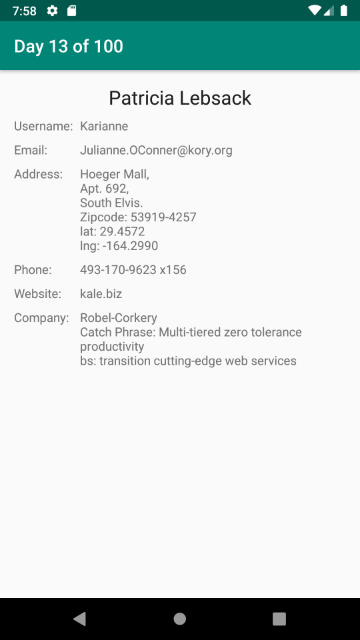 7:58
Day 13 of 100
Patricia Lebsack
Username: Karianne
Email: Julianne.OConner@kory.org
Address: Hoeger Mall,
Apt. 692,
South Elvis.
Zipcode: 53919-4257
lat: 29.4572
lng: -164.2990
Phone: 493-170-9623 x156
Website: kale.biz
Company: Robel-Corkery
Catch Phrase: Multi-tiered zero tolerance
productivity
bs: transition cutting-edge web services